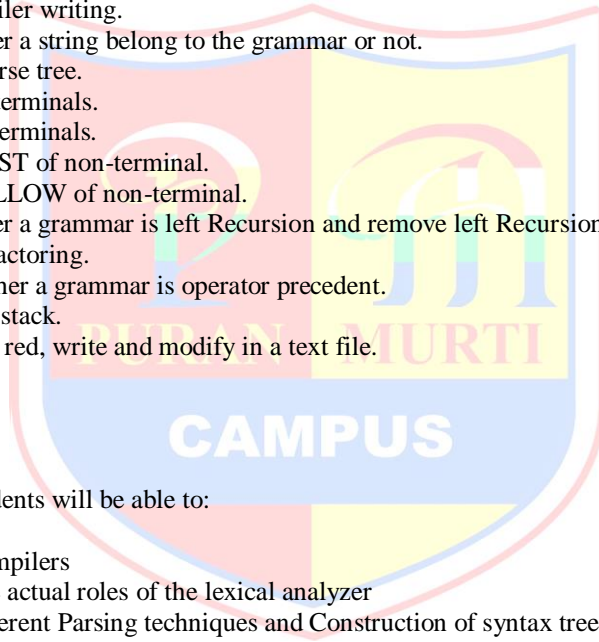 iler writing.
er a string belong to the grammar or not.
rse tree.
erminals.
erminals.
ST of non-terminal.
LLOW of non-terminal.
er a grammar is left Recursion and remove left Recursion
actoring.
her a grammar is operator precedent.
stack.
red, write and modify in a text file.
PURAN MURTI
CAMPUS
dents will be able to:
mpilers
actual roles of the lexical analyzer
erent Parsing techniques and Construction of syntax tree